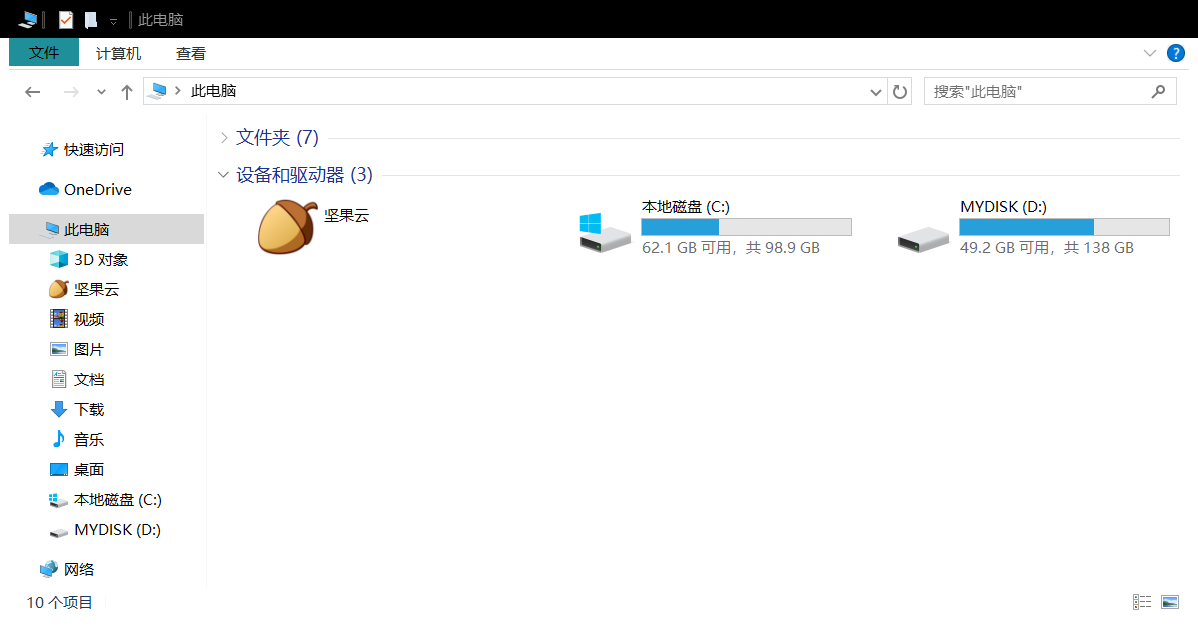 此电脑
文件 计算机 查看
此电脑
搜索"此电脑"
快速访问
OneDrive
此电脑
3D 对象
坚果云
视频
图片
文档
下载
音乐
桌面
本地磁盘 (C:)
MYDISK (D:)
网络
文件夹 (7)
设备和驱动器 (3)
坚果云
本地磁盘 (C:)
62.1 GB 可用，共 98.9 GB
MYDISK (D:)
49.2 GB 可用，共 138 GB
10 个项目